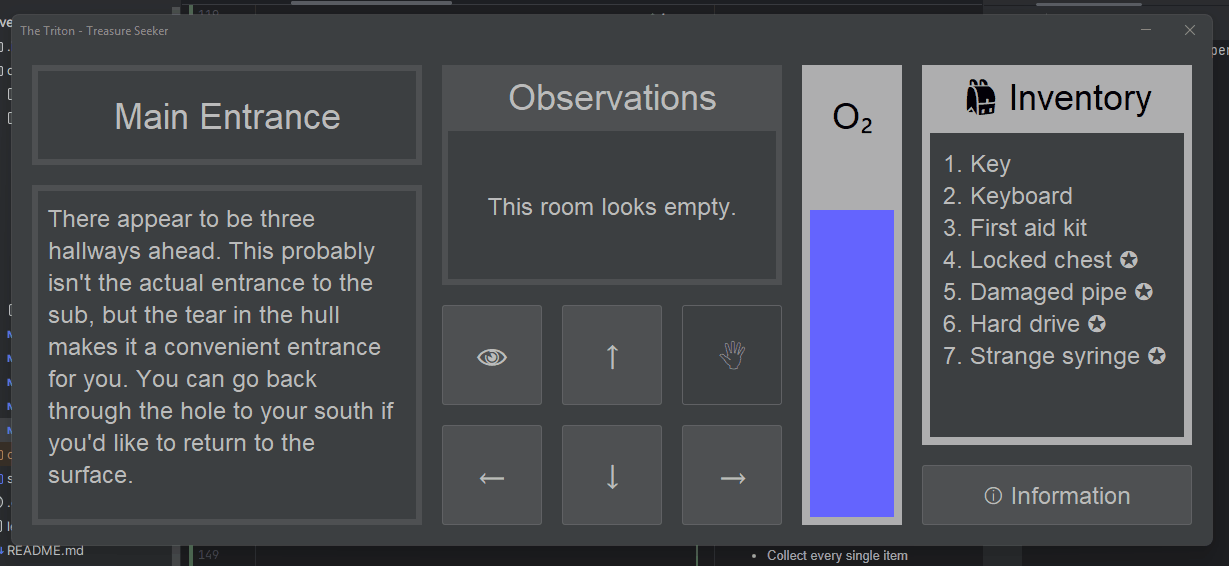 119
The Triton - Treasure Seeker
Main Entrance
There appear to be three
hallways ahead. This probably
isn't the actual entrance to the
sub, but the tear in the hull
makes it a convenient entrance
for you. You can go back
through the hole to your south if
you'd like to return to the
surface.
Observations
This room looks empty.
↑
← ↓ →
O₂
Inventory
1. Key
2. Keyboard
3. First aid kit
4. Locked chest ✪
5. Damaged pipe ✪
6. Hard drive ✪
7. Strange syringe ✪
ⓘ Information
README.md
149
• Collect every single item